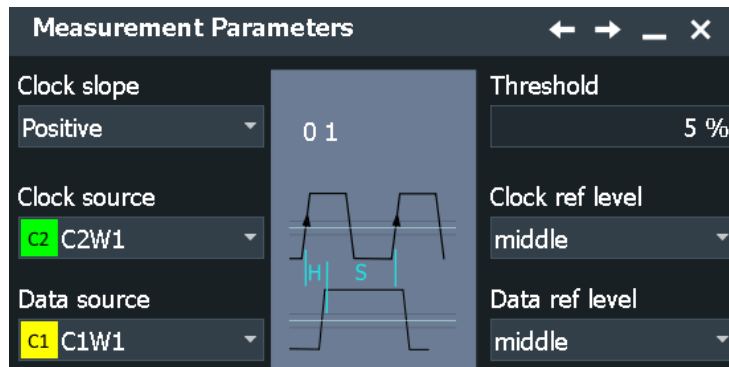 Measurement Parameters
Clock slope
Positive
Clock source
C2 C2W1
Data source
C1 C1W1
0 1
H S
Threshold
5 %
Clock ref level
middle
Data ref level
middle